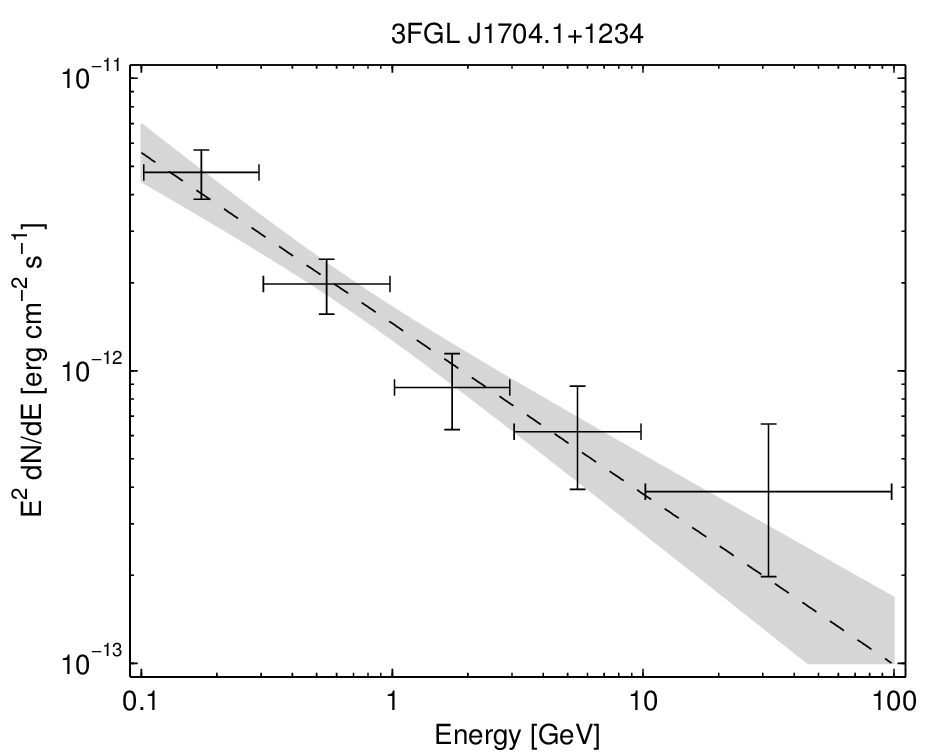 3FGL J1704.1+1234
10⁻¹¹
10⁻¹²
10⁻¹³
E² dN/dE [erg cm⁻² s⁻¹]
0.1 1 10 100
Energy [GeV]